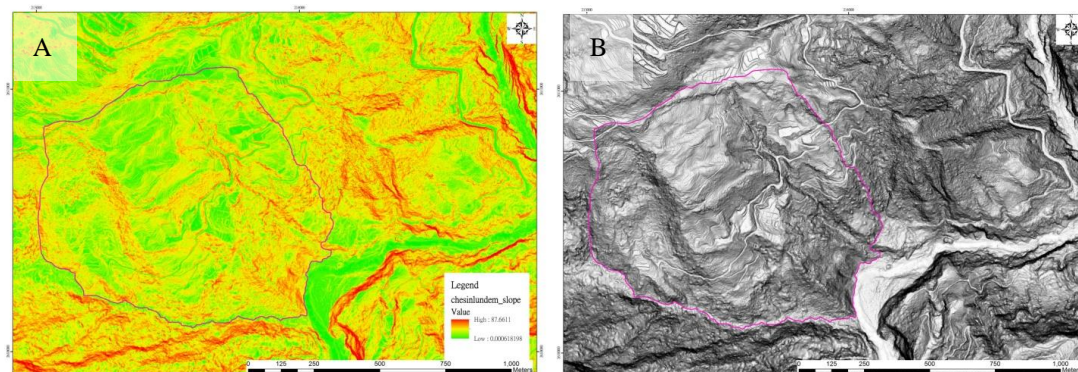 A
B
Legend
chesinlundem_slope
Value
High : 87.6611
Low : 0.000618198
0 125 250 500 750 1,000
Meters
0 125 250 500 750 1,000
Meters